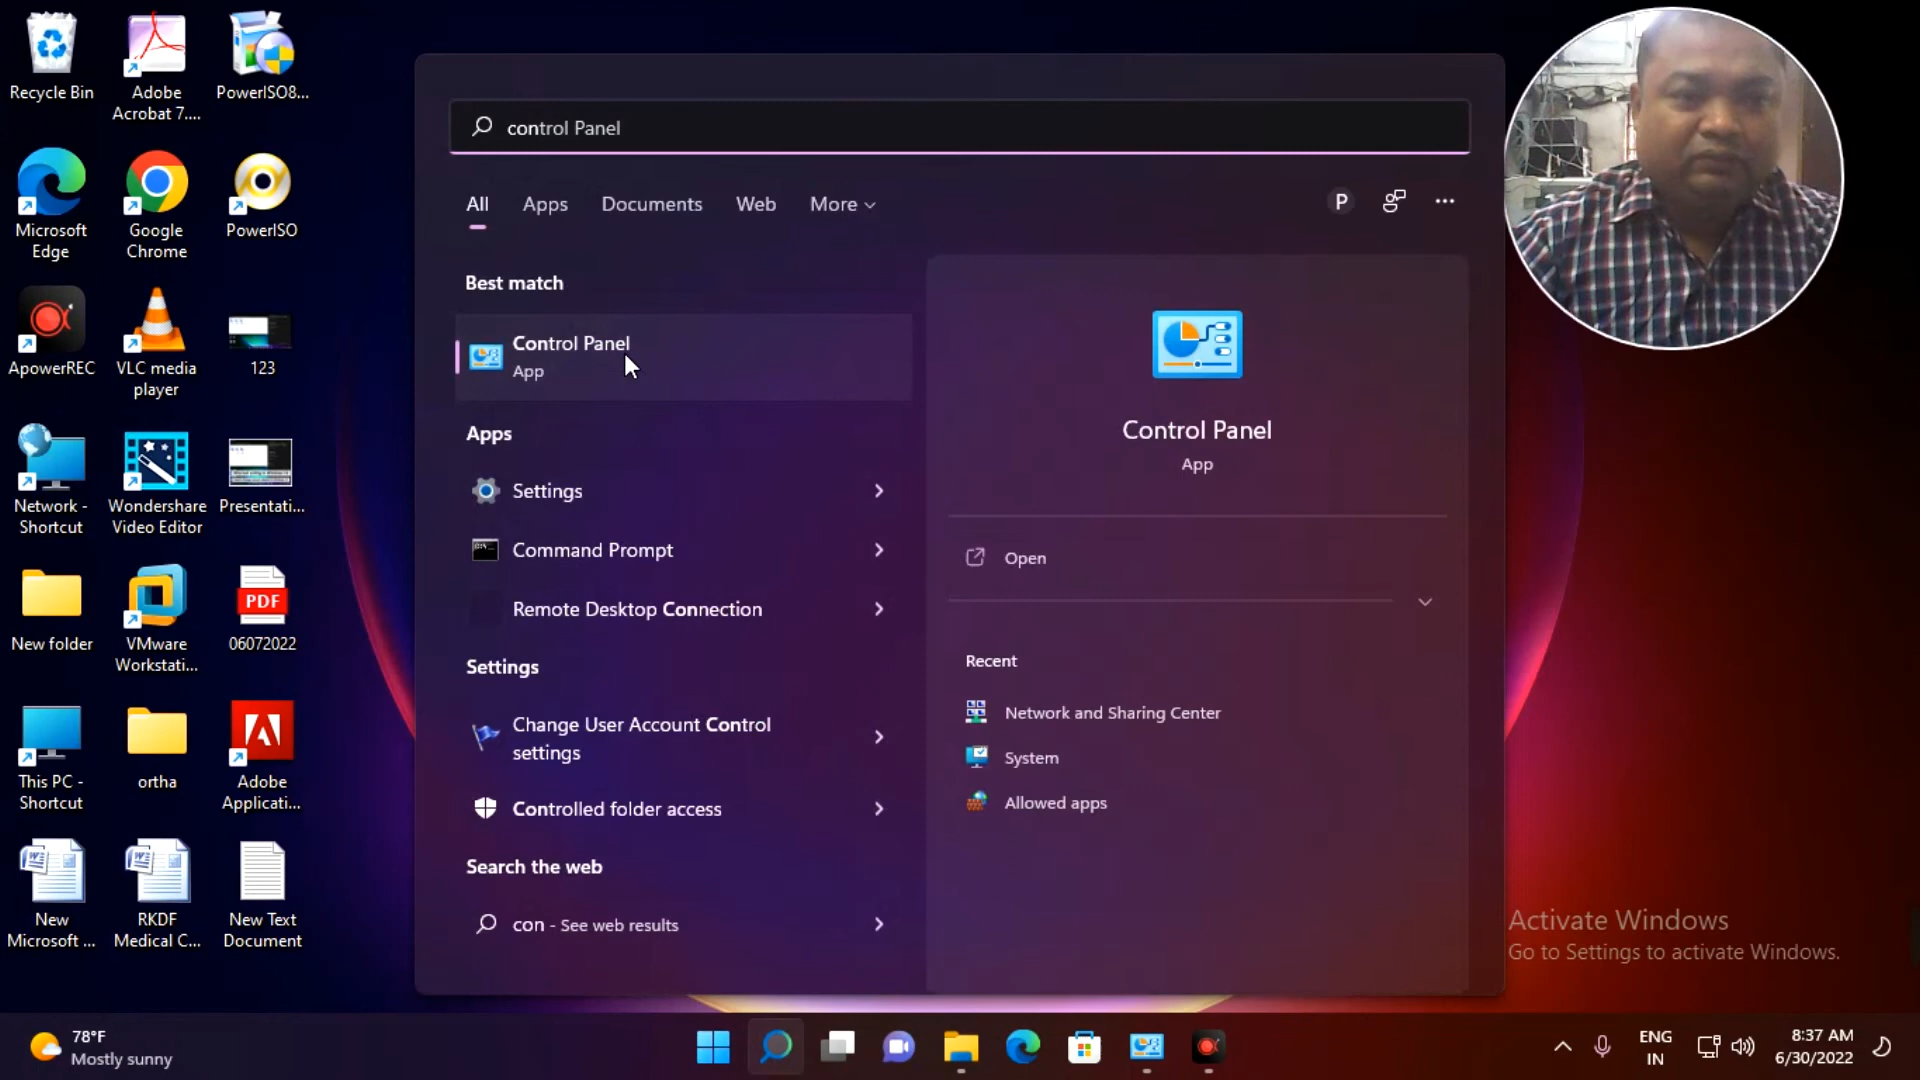 Recycle Bin
Adobe
Acrobat 7....
PowerISO8...
Microsoft
Edge
Google
Chrome
PowerISO
ApowerREC
VLC media
player
123
Network -
Shortcut
Wondershare
Video Editor
Presentati...
New folder
VMware
Workstati...
PDF
06072022
This PC -
Shortcut
ortha
Adobe
Applicati...
New
Microsoft ...
RKDF
Medical C...
New Text
Document
control Panel
All
Apps
Documents
Web
More
P
Best match
Control Panel
App
Apps
Settings
Command Prompt
Remote Desktop Connection
Settings
Change User Account Control
settings
Controlled folder access
Search the web
con - See web results
Control Panel
App
Open
Recent
Network and Sharing Center
System
Allowed apps
Activate Windows
Go to Settings to activate Windows.
78°F
Mostly sunny
ENG
IN
8:37 AM
6/30/2022